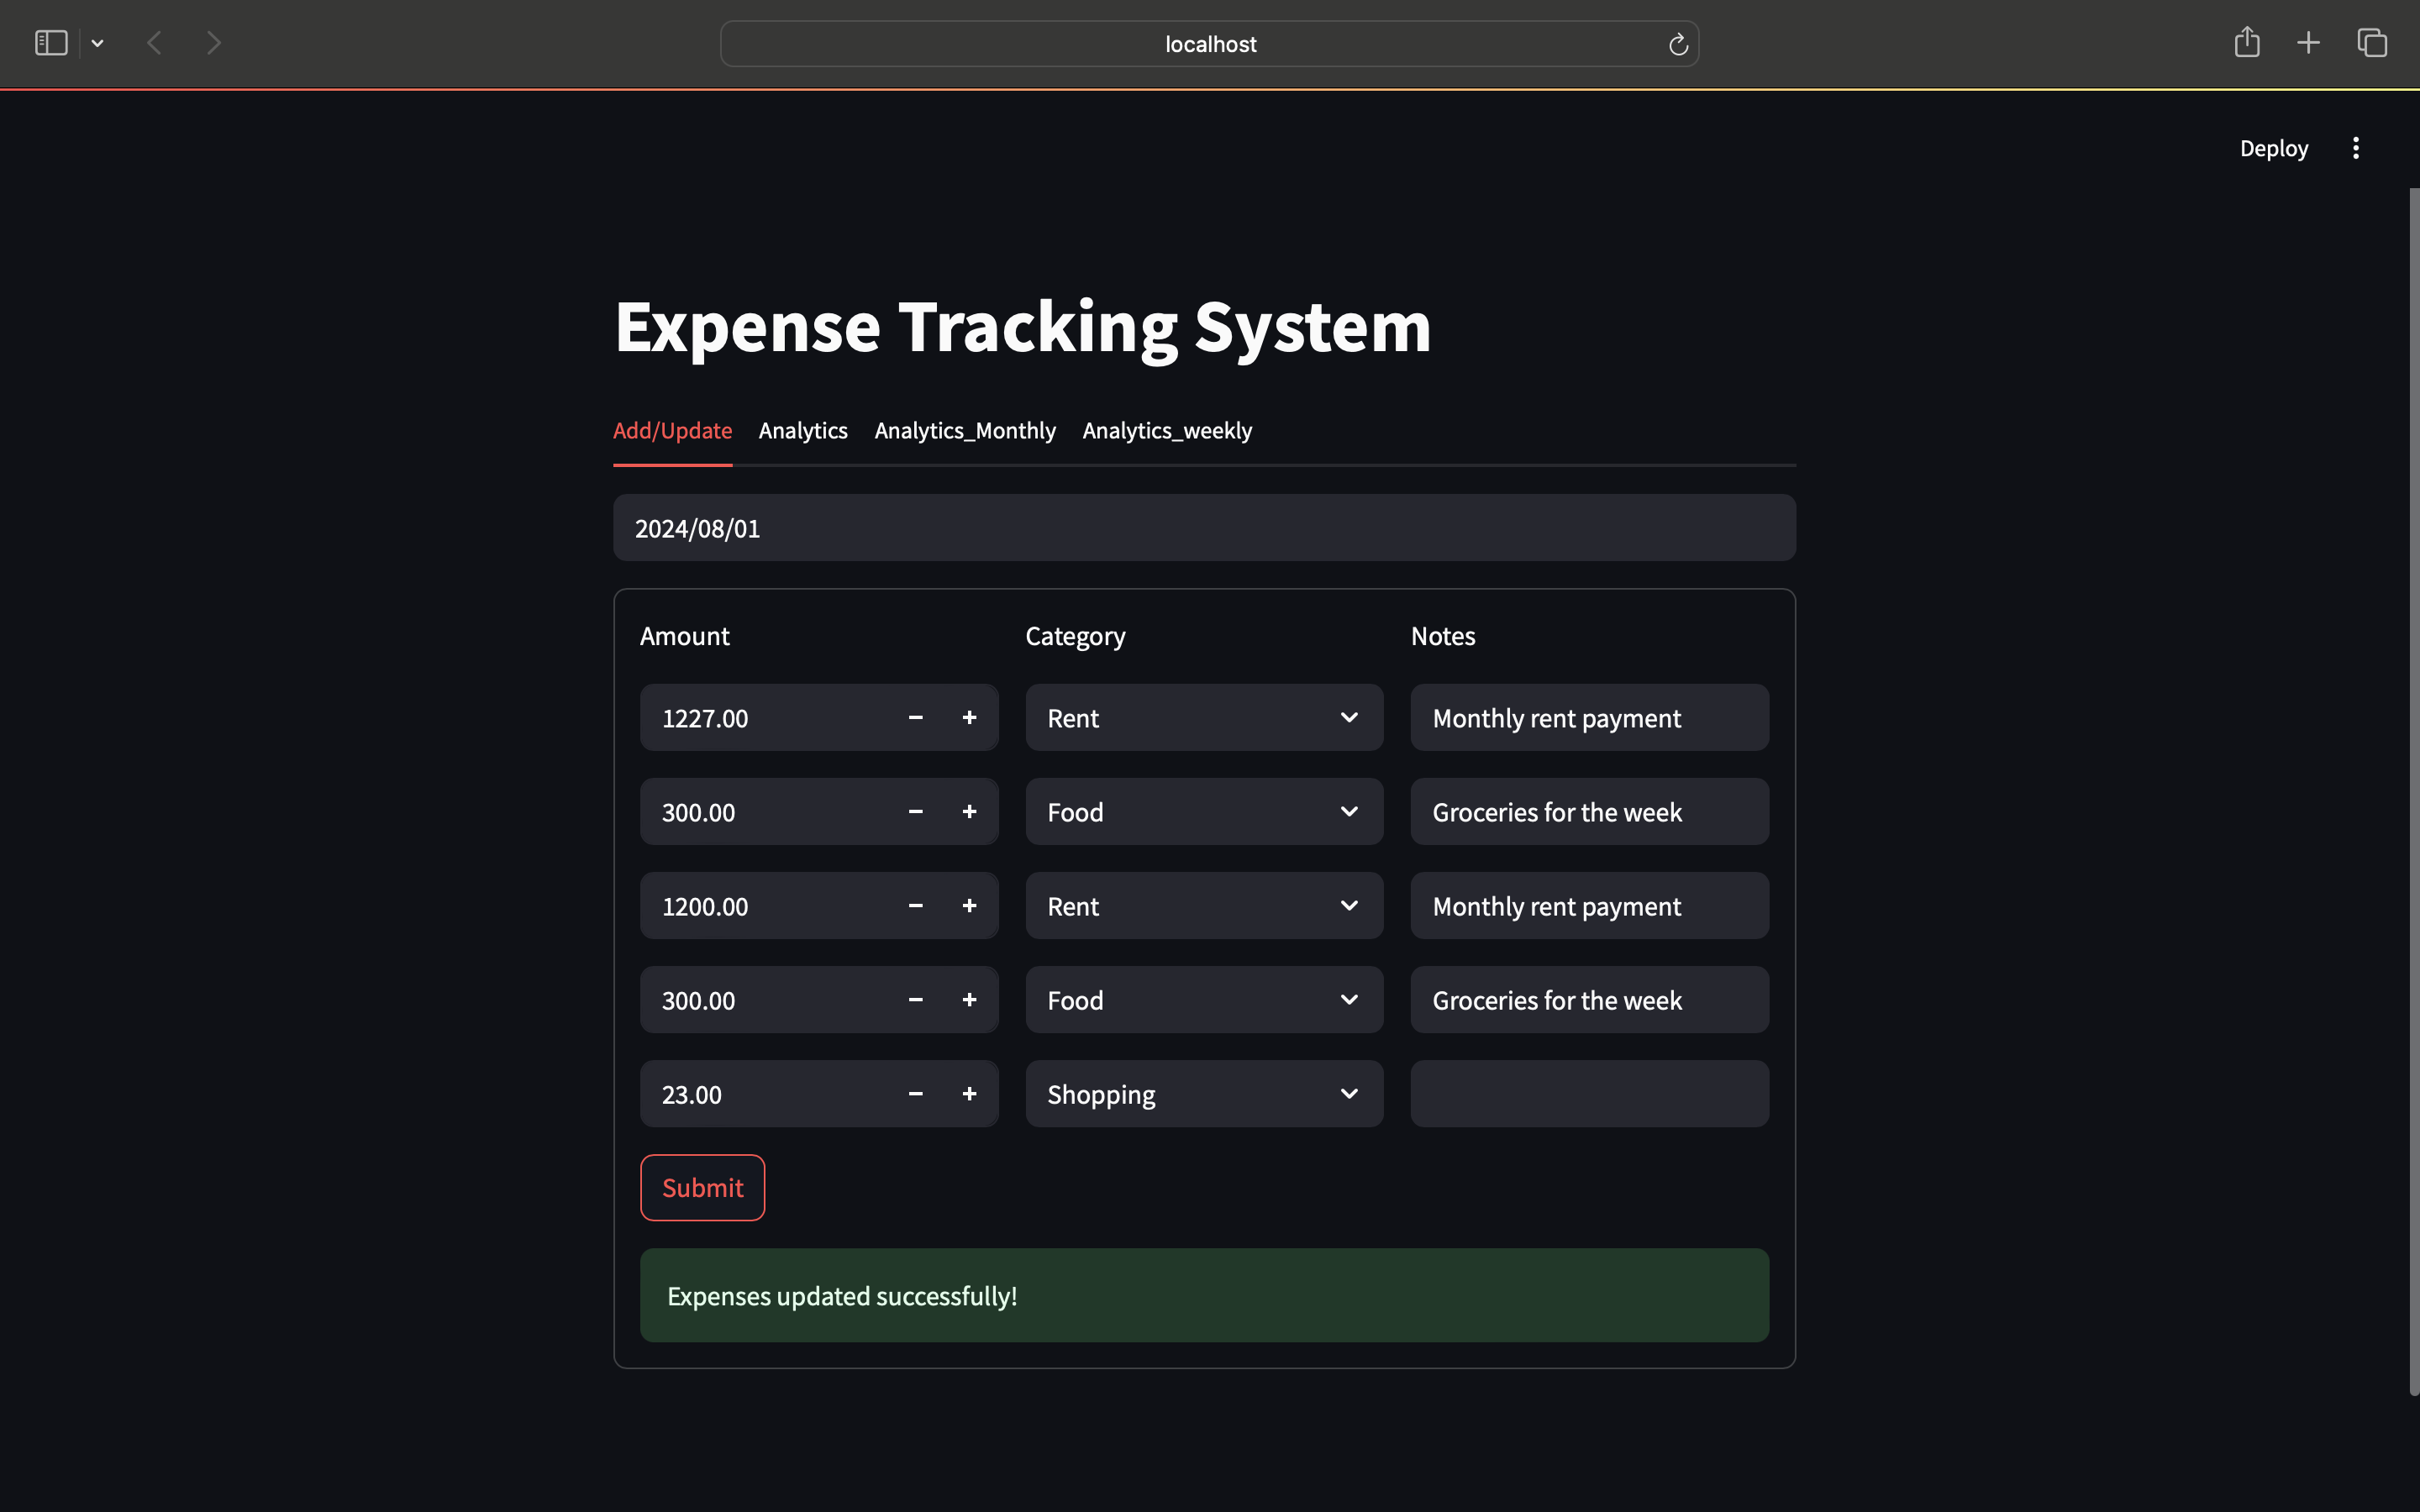 localhost
Deploy
Expense Tracking System
Add/Update Analytics Analytics_Monthly Analytics_weekly
2024/08/01
Amount Category Notes
1227.00 Rent Monthly rent payment
300.00 Food Groceries for the week
1200.00 Rent Monthly rent payment
300.00 Food Groceries for the week
23.00 Shopping
Submit
Expenses updated successfully!